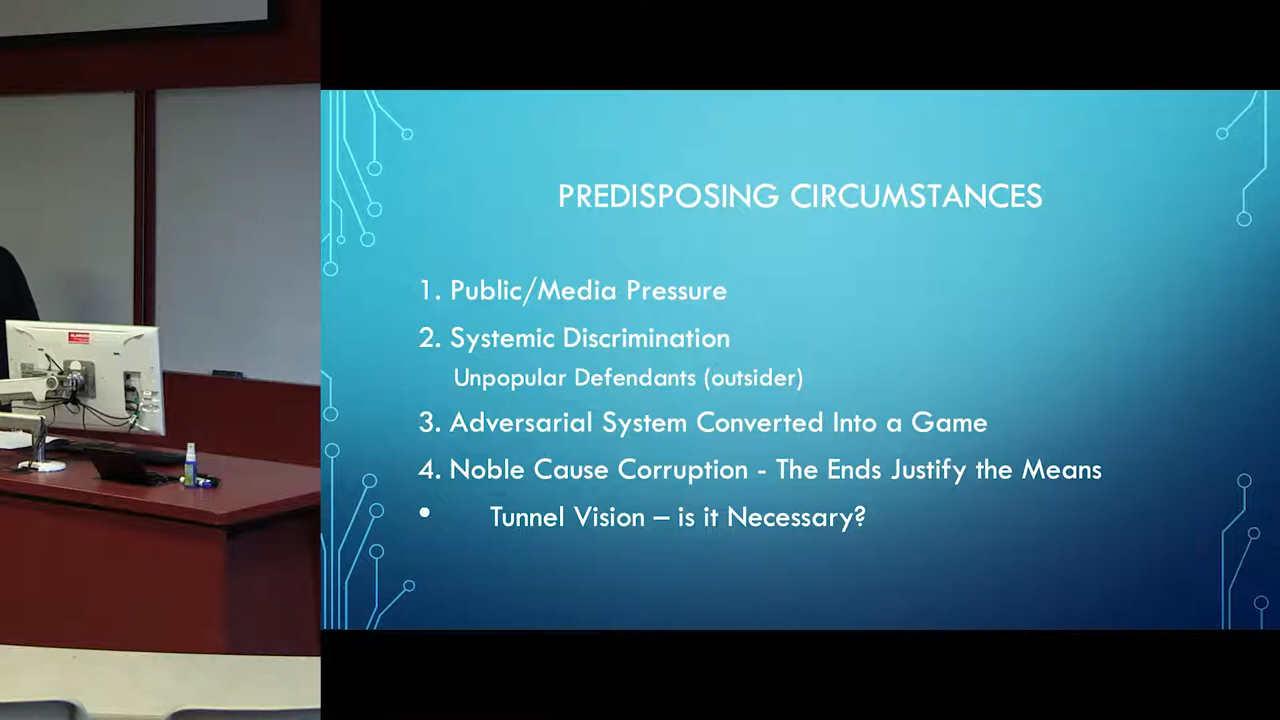 PREDISPOSING CIRCUMSTANCES
1. Public/Media Pressure
2. Systemic Discrimination
Unpopular Defendants (outsider)
3. Adversarial System Converted Into a Game
4. Noble Cause Corruption - The Ends Justify the Means
• Tunnel Vision – is it Necessary?